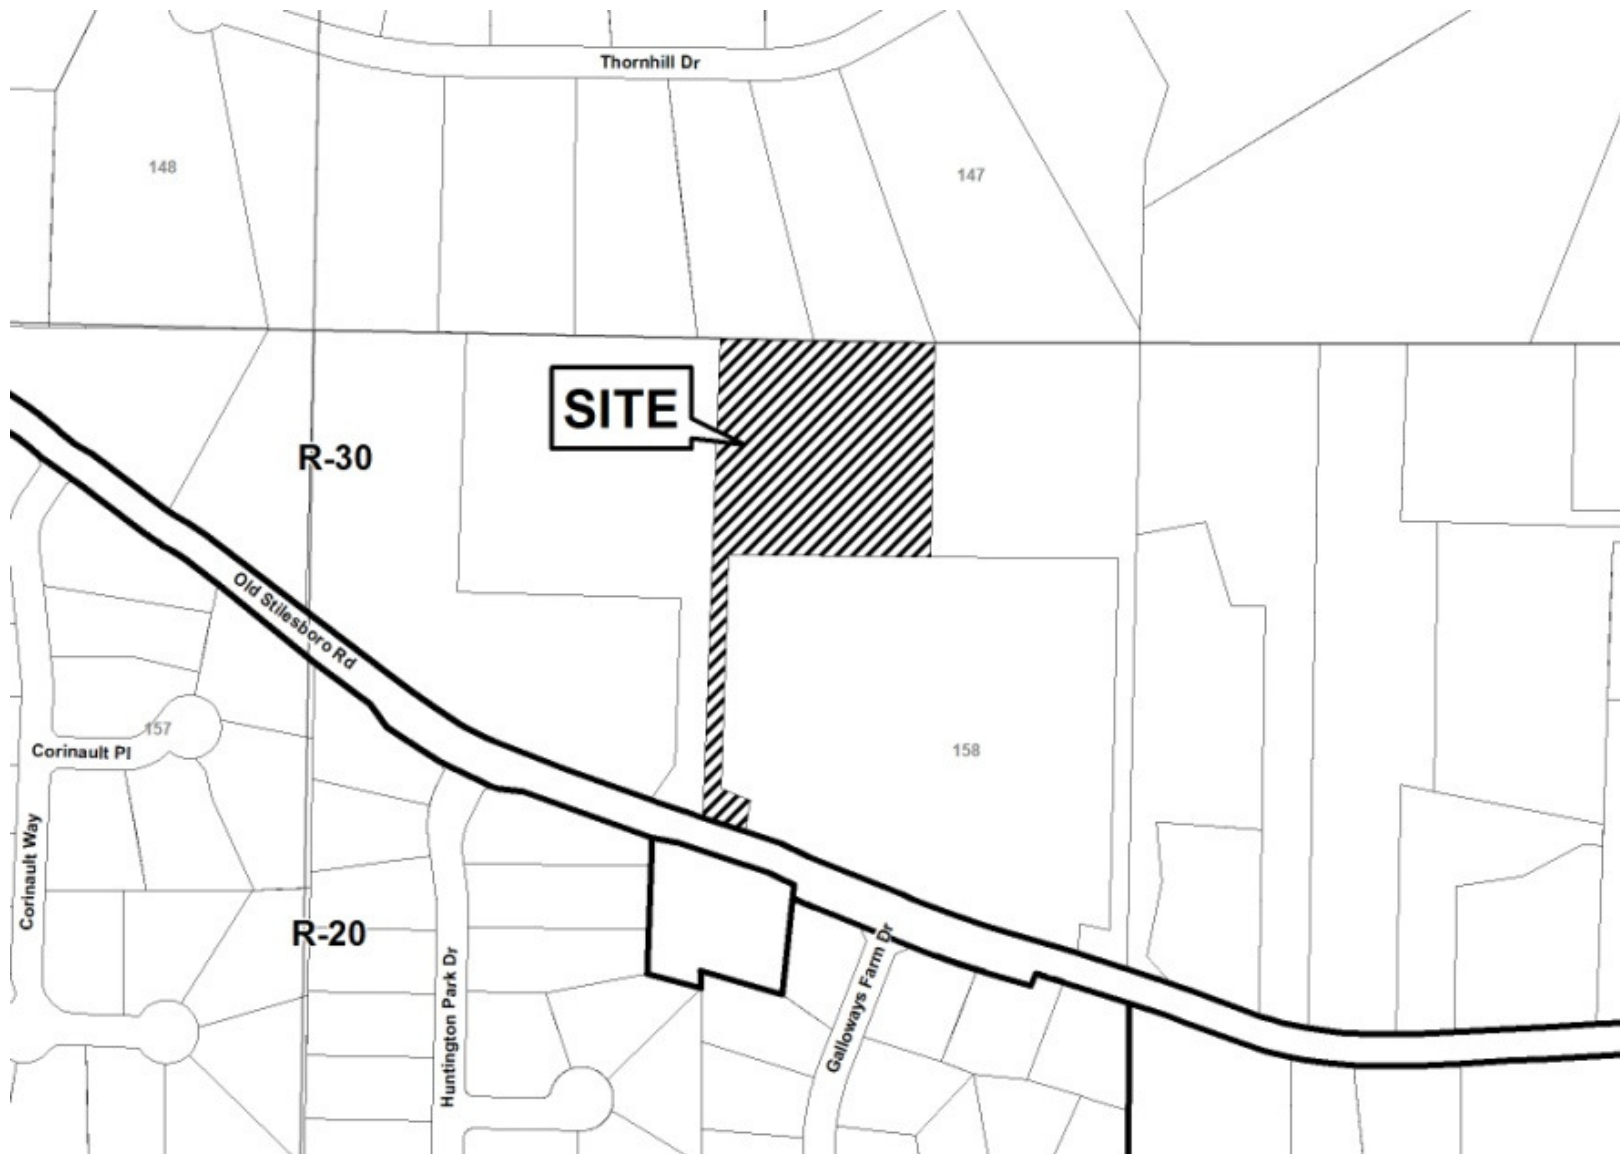 Thornhill Dr
148
147
SITE
R-30
Old Stilesboro Rd
157
Corinault Pl
158
Corinault Way
R-20
Huntington Park Dr
Galloways Farm Dr